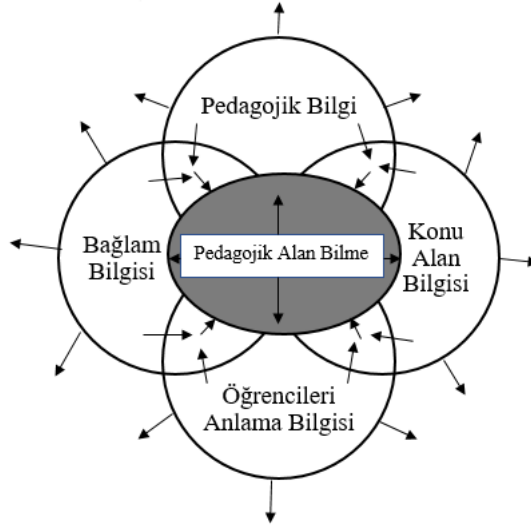 Pedagojik Bilgi
Bağlam
Bilgisi
Pedagojik Alan Bilme
Konu
Alan
Bilgisi
Öğrencileri
Anlama Bilgisi